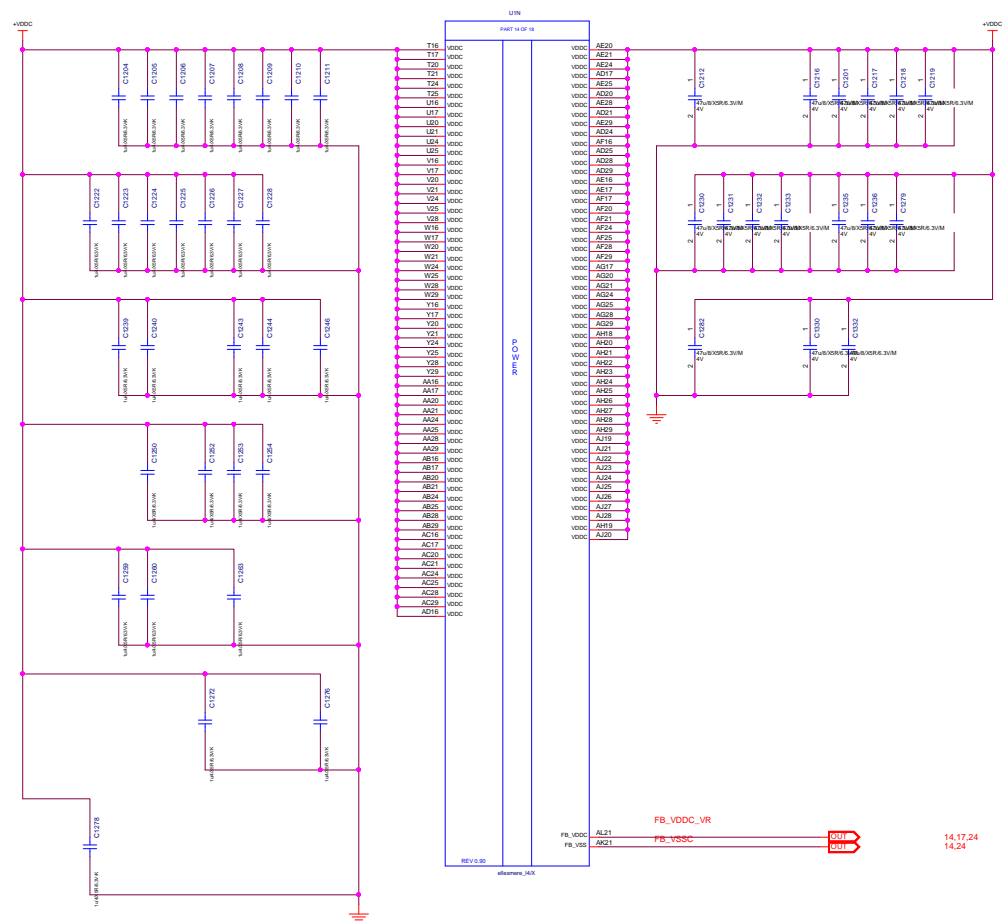 U1N
PART 14 OF 18
+VDDC
+VDDC
C1204
C1205
C1206
C1207
C1208
C1209
C1210
C1211
C1222
C1223
C1224
C1225
C1226
C1227
C1228
C1239
C1240
C1243
C1244
C1246
C1250
C1252
C1253
C1254
C1259
C1260
C1263
C1272
C1276
C1278
T16 VDDC
T17 VDDC
T20 VDDC
T21 VDDC
T24 VDDC
T25 VDDC
U16 VDDC
U17 VDDC
U20 VDDC
U21 VDDC
U24 VDDC
U25 VDDC
V16 VDDC
V17 VDDC
V20 VDDC
V21 VDDC
V24 VDDC
V25 VDDC
V28 VDDC
W16 VDDC
W17 VDDC
W20 VDDC
W21 VDDC
W24 VDDC
W25 VDDC
W28 VDDC
W29 VDDC
Y16 VDDC
Y17 VDDC
Y20 VDDC
Y21 VDDC
Y24 VDDC
Y25 VDDC
Y28 VDDC
Y29 VDDC
AA16 VDDC
AA17 VDDC
AA20 VDDC
AA21 VDDC
AA24 VDDC
AA25 VDDC
AA28 VDDC
AA29 VDDC
AB16 VDDC
AB17 VDDC
AB20 VDDC
AB21 VDDC
AB24 VDDC
AB25 VDDC
AB28 VDDC
AB29 VDDC
AC16 VDDC
AC17 VDDC
AC20 VDDC
AC21 VDDC
AC24 VDDC
AC25 VDDC
AC28 VDDC
AC29 VDDC
AD16 VDDC
POWER
VDDC AE20
VDDC AE21
VDDC AE24
VDDC AD17
VDDC AE25
VDDC AD20
VDDC AE28
VDDC AD21
VDDC AE29
VDDC AD24
VDDC AF16
VDDC AD25
VDDC AD28
VDDC AD29
VDDC AE16
VDDC AE17
VDDC AF17
VDDC AF20
VDDC AF21
VDDC AF24
VDDC AF25
VDDC AF28
VDDC AF29
VDDC AG17
VDDC AG20
VDDC AG21
VDDC AG24
VDDC AG25
VDDC AG28
VDDC AG29
VDDC AH18
VDDC AH20
VDDC AH21
VDDC AH22
VDDC AH23
VDDC AH24
VDDC AH25
VDDC AH26
VDDC AH27
VDDC AH28
VDDC AH29
VDDC AJ19
VDDC AJ21
VDDC AJ22
VDDC AJ23
VDDC AJ24
VDDC AJ25
VDDC AJ26
VDDC AJ27
VDDC AJ28
VDDC AH19
VDDC AJ20
C1212
C1216
C1201
C1217
C1218
C1219
C1230
C1231
C1232
C1233
C1235
C1236
C1279
C1282
C1330
C1332
47u/8/X5R/6.3V/M
4V
FB_VDDC_VR
FB_VDDC AL21 OUT 14,17,24
FB_VSSC
FB_VSS AK21 OUT 14,24
REV 0.90
ellesmere_l4/X